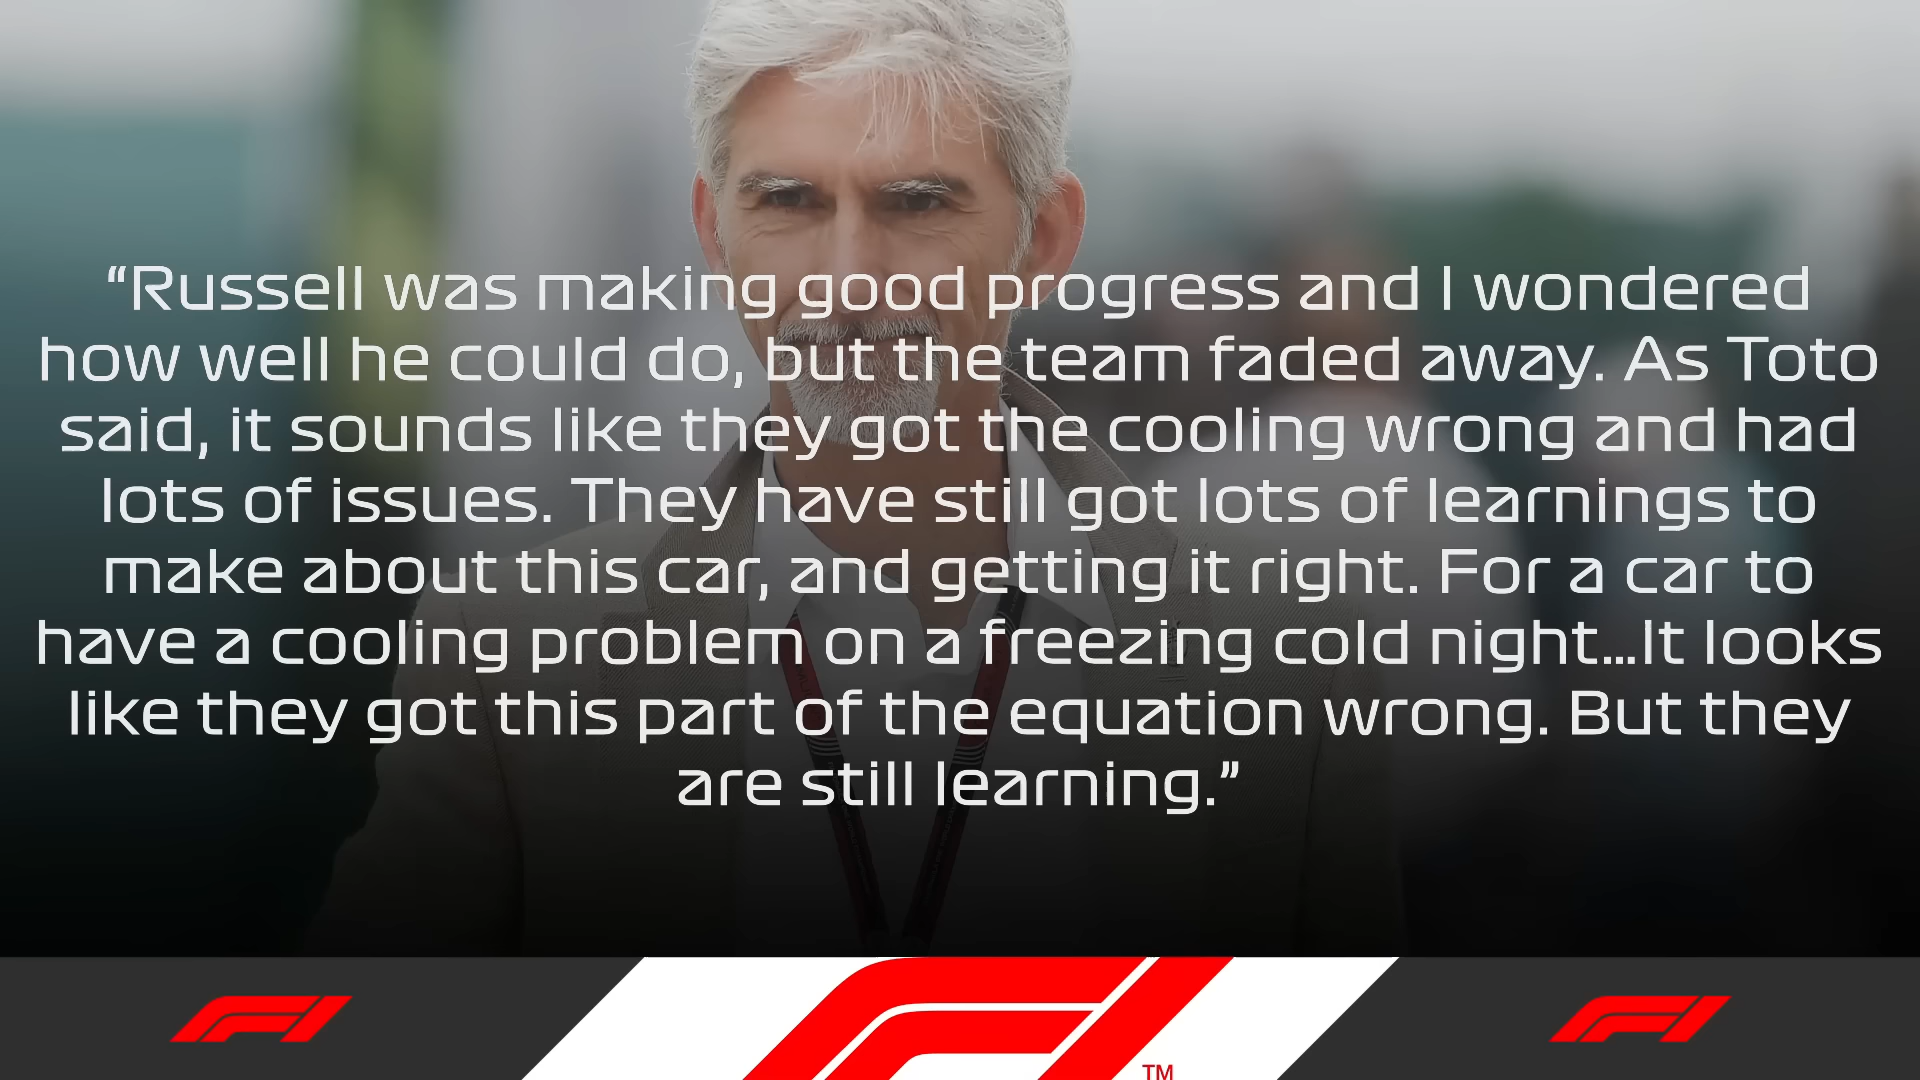 “Russell was making good progress and I wondered
how well he could do, but the team faded away. As Toto
said, it sounds like they got the cooling wrong and had
lots of issues. They have still got lots of learnings to
make about this car, and getting it right. For a car to
have a cooling problem on a freezing cold night...It looks
like they got this part of the equation wrong. But they
are still learning.”
F1
F1
TM
F1